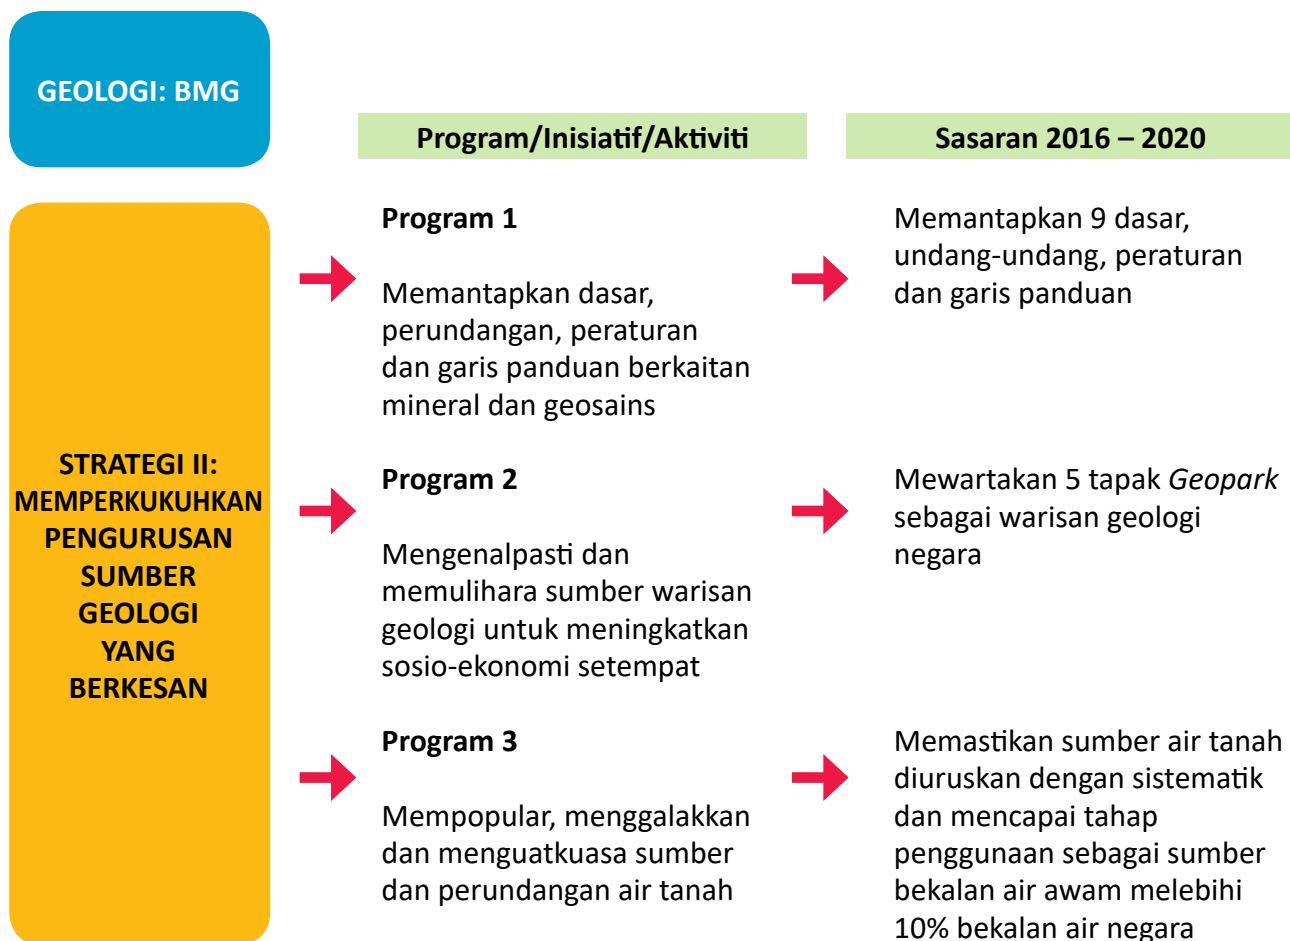 GEOLOGI: BMG
Program/Inisiatif/Aktiviti
Sasaran 2016 – 2020
STRATEGI II:
MEMPERKUKUHKAN
PENGURUSAN
SUMBER
GEOLOGI
YANG
BERKESAN
Program 1
Memantapkan dasar,
perundangan, peraturan
dan garis panduan berkaitan
mineral dan geosains
Memantapkan 9 dasar,
undang-undang, peraturan
dan garis panduan
Program 2
Mengenalpasti dan
memulihara sumber warisan
geologi untuk meningkatkan
sosio-ekonomi setempat
Mewartakan 5 tapak Geopark
sebagai warisan geologi
negara
Program 3
Mempopular, menggalakkan
dan menguatkuasa sumber
dan perundangan air tanah
Memastikan sumber air tanah
diuruskan dengan sistematik
dan mencapai tahap
penggunaan sebagai sumber
bekalan air awam melebihi
10% bekalan air negara